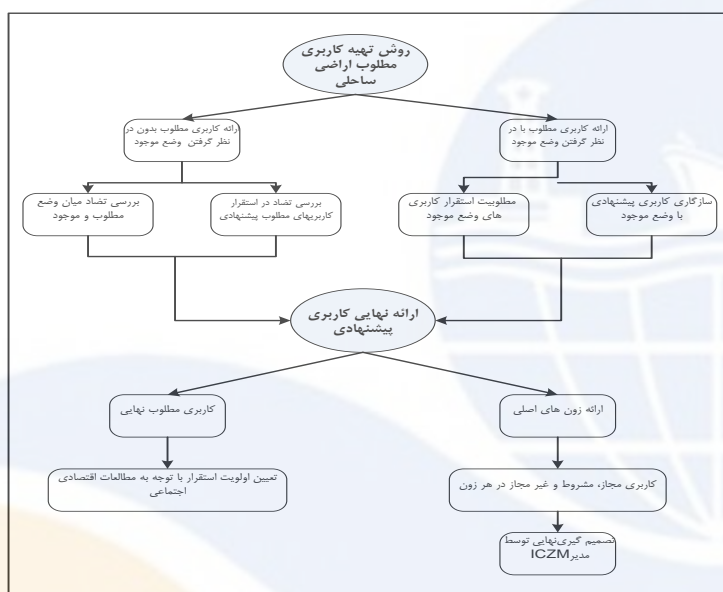 روش تهیه کاربری
مطلوب اراضی
ساحلی
ارائه کاربری مطلوب با در
نظر گرفتن وضع موجود
ارائه کاربری مطلوب بدون در
نظر گرفتن وضع موجود
سازگاری کاربری پیشنهادی
با وضع موجود
مطلوبیت استقرار کاربری
های وضع موجود
بررسی تضاد در استقرار
کاربریهای مطلوب پیشنهادی
بررسی تضاد میان وضع
مطلوب و موجود
ارائه نهایی کاربری
پیشنهادی
ارائه زون های اصلی
کاربری مطلوب نهایی
کاربری مجاز، مشروط و غیر مجاز در هر زون
تعیین اولویت استقرار با توجه به مطالعات اقتصادی
اجتماعی
تصمیم گیری‌نهایی توسط
مدیر ICZM